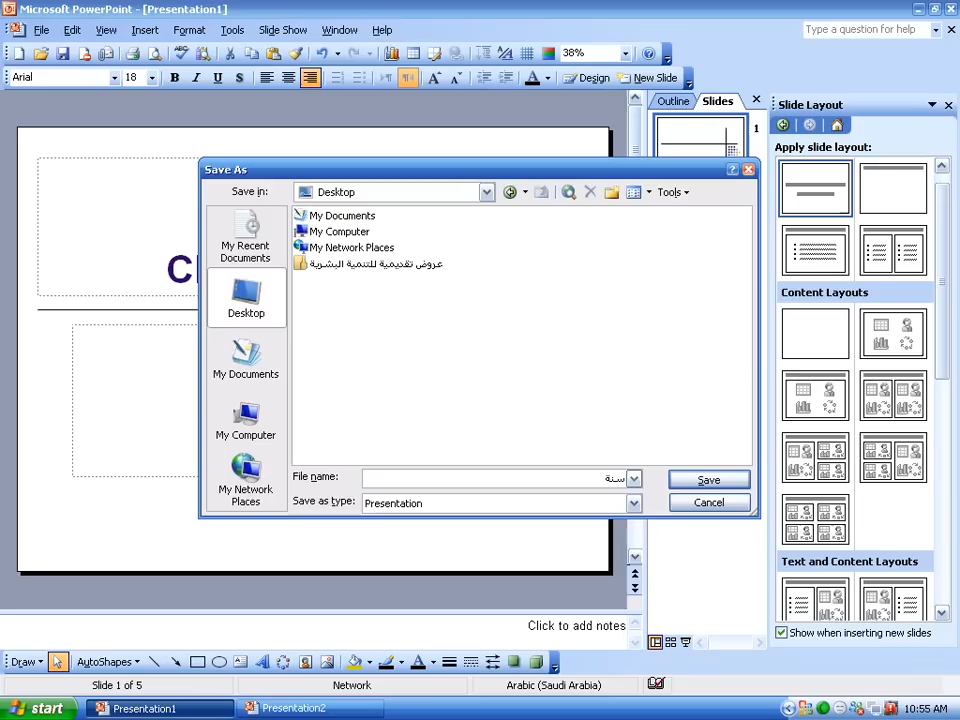 Microsoft PowerPoint - [Presentation1]
File Edit View Insert Format Tools Slide Show Window Help Type a question for help
38%
Arial 18 B I U S A Design New Slide
Outline Slides Slide Layout
1
Apply slide layout:
Save As
Save in: Desktop Tools
My Recent Documents
Desktop
My Documents
My Computer
My Network Places
My Documents
My Computer
My Network Places
عروض تقديمية للتنمية البشرية
File name: سنة Save
Save as type: Presentation Cancel
Content Layouts
Text and Content Layouts
Show when inserting new slides
Click to add notes
Draw AutoShapes
Slide 1 of 5 Network Arabic (Saudi Arabia)
start Presentation1 Presentation2 10:55 AM